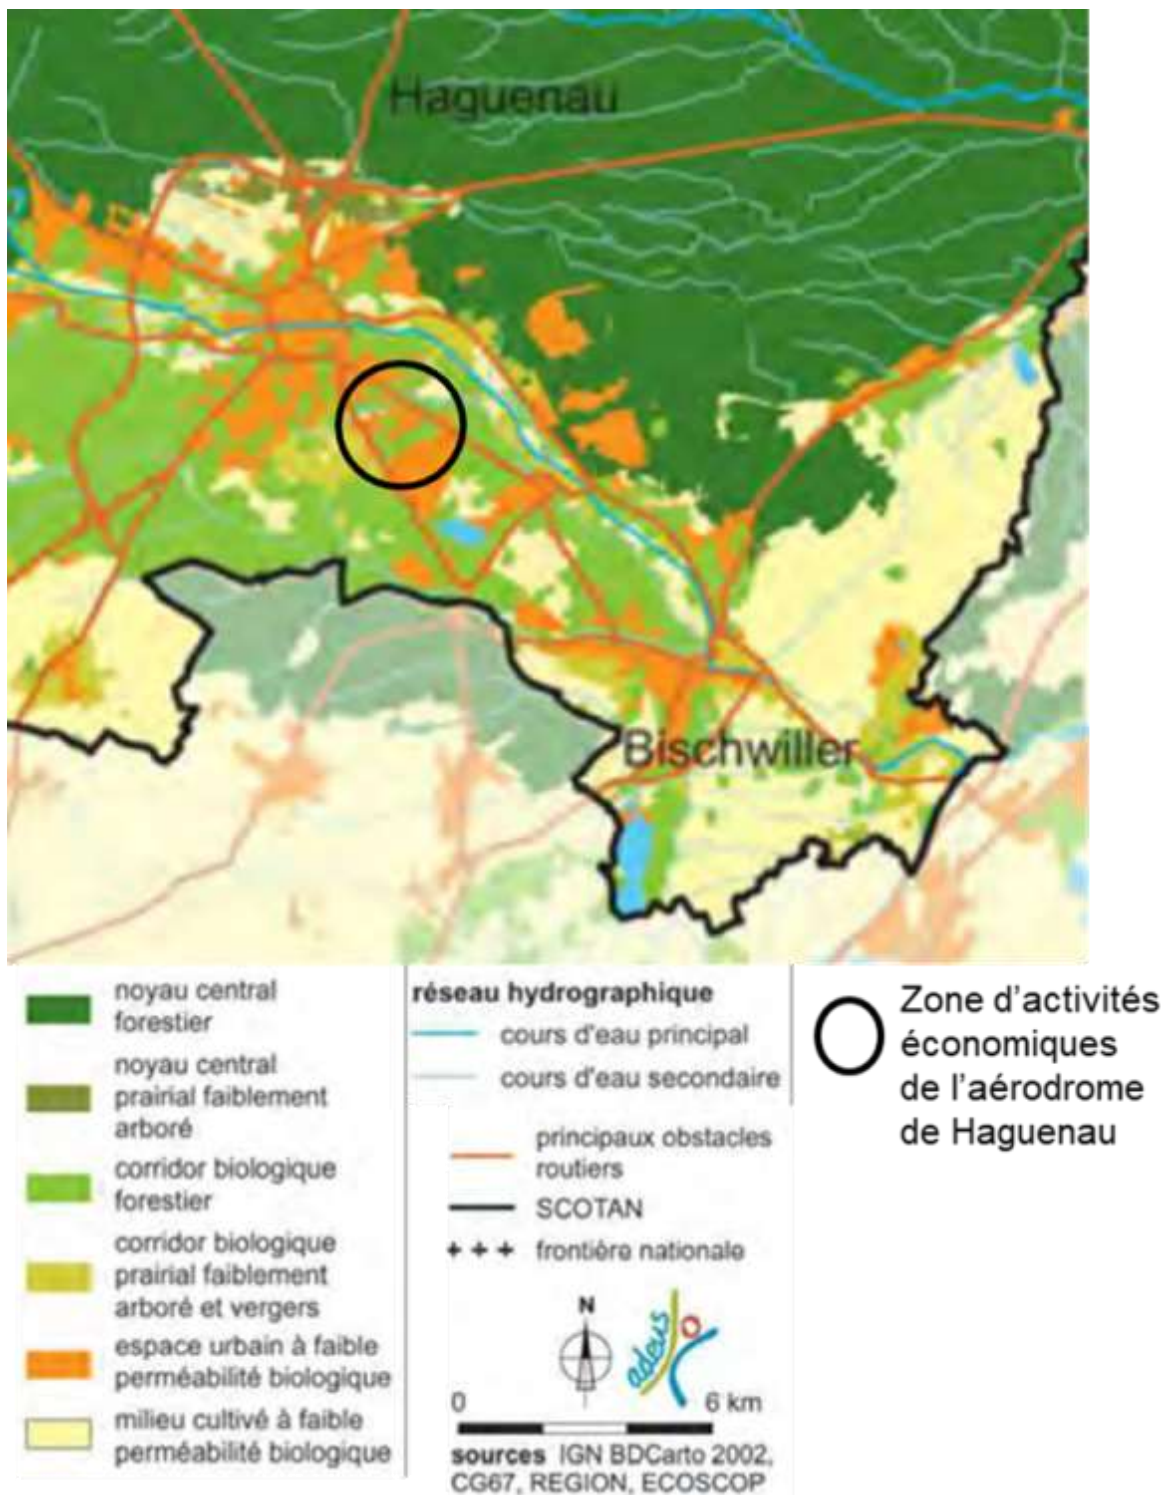 Haguenau
Bischwiller
noyau central
forestier
noyau central
prairial faiblement
arboré
corridor biologique
forestier
corridor biologique
prairial faiblement
arboré et vergers
espace urbain à faible
perméabilité biologique
milieu cultivé à faible
perméabilité biologique
réseau hydrographique
cours d'eau principal
cours d'eau secondaire
principaux obstacles
routiers
SCOTAN
frontière nationale
N
adeus
0 6 km
sources IGN BDCarto 2002,
CG67, REGION, ECOSCOP
Zone d'activités
économiques
de l'aérodrome
de Haguenau